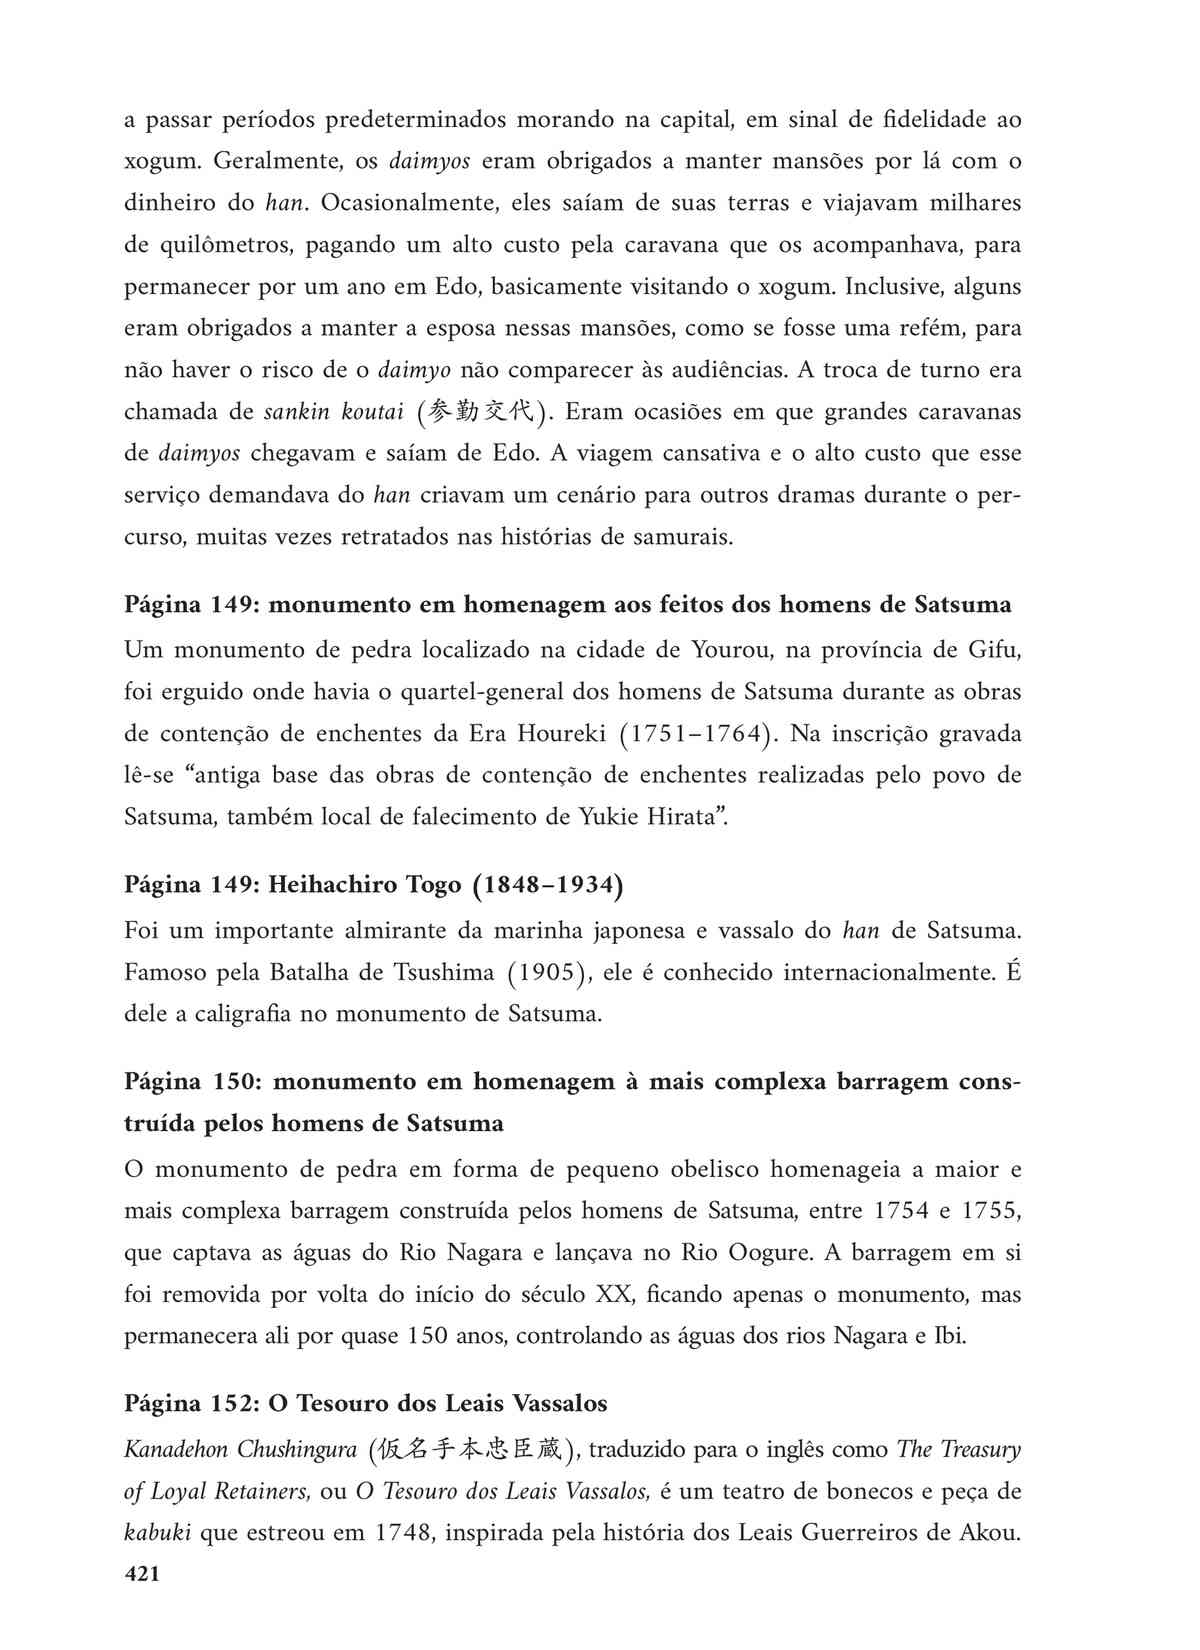 a passar períodos predeterminados morando na capital, em sinal de fidelidade ao
xogum. Geralmente, os daimyos eram obrigados a manter mansões por lá com o
dinheiro do han. Ocasionalmente, eles saíam de suas terras e viajavam milhares
de quilômetros, pagando um alto custo pela caravana que os acompanhava, para
permanecer por um ano em Edo, basicamente visitando o xogum. Inclusive, alguns
eram obrigados a manter a esposa nessas mansões, como se fosse uma refém, para
não haver o risco de o daimyo não comparecer às audiências. A troca de turno era
chamada de sankin koutai (参勤交代). Eram ocasiões em que grandes caravanas
de daimyos chegavam e saíam de Edo. A viagem cansativa e o alto custo que esse
serviço demandava do han criavam um cenário para outros dramas durante o per-
curso, muitas vezes retratados nas histórias de samurais.
Página 149: monumento em homenagem aos feitos dos homens de Satsuma
Um monumento de pedra localizado na cidade de Yourou, na província de Gifu,
foi erguido onde havia o quartel-general dos homens de Satsuma durante as obras
de contenção de enchentes da Era Houreki (1751–1764). Na inscrição gravada
lê-se “antiga base das obras de contenção de enchentes realizadas pelo povo de
Satsuma, também local de falecimento de Yukie Hirata”.
Página 149: Heihachiro Togo (1848–1934)
Foi um importante almirante da marinha japonesa e vassalo do han de Satsuma.
Famoso pela Batalha de Tsushima (1905), ele é conhecido internacionalmente. É
dele a caligrafia no monumento de Satsuma.
Página 150: monumento em homenagem à mais complexa barragem cons-
truída pelos homens de Satsuma
O monumento de pedra em forma de pequeno obelisco homenageia a maior e
mais complexa barragem construída pelos homens de Satsuma, entre 1754 e 1755,
que captava as águas do Rio Nagara e lançava no Rio Oogure. A barragem em si
foi removida por volta do início do século XX, ficando apenas o monumento, mas
permanecera ali por quase 150 anos, controlando as águas dos rios Nagara e Ibi.
Página 152: O Tesouro dos Leais Vassalos
Kanadehon Chushingura (仮名手本忠臣蔵), traduzido para o inglês como The Treasury
of Loyal Retainers, ou O Tesouro dos Leais Vassalos, é um teatro de bonecos e peça de
kabuki que estreou em 1748, inspirada pela história dos Leais Guerreiros de Akou.
421